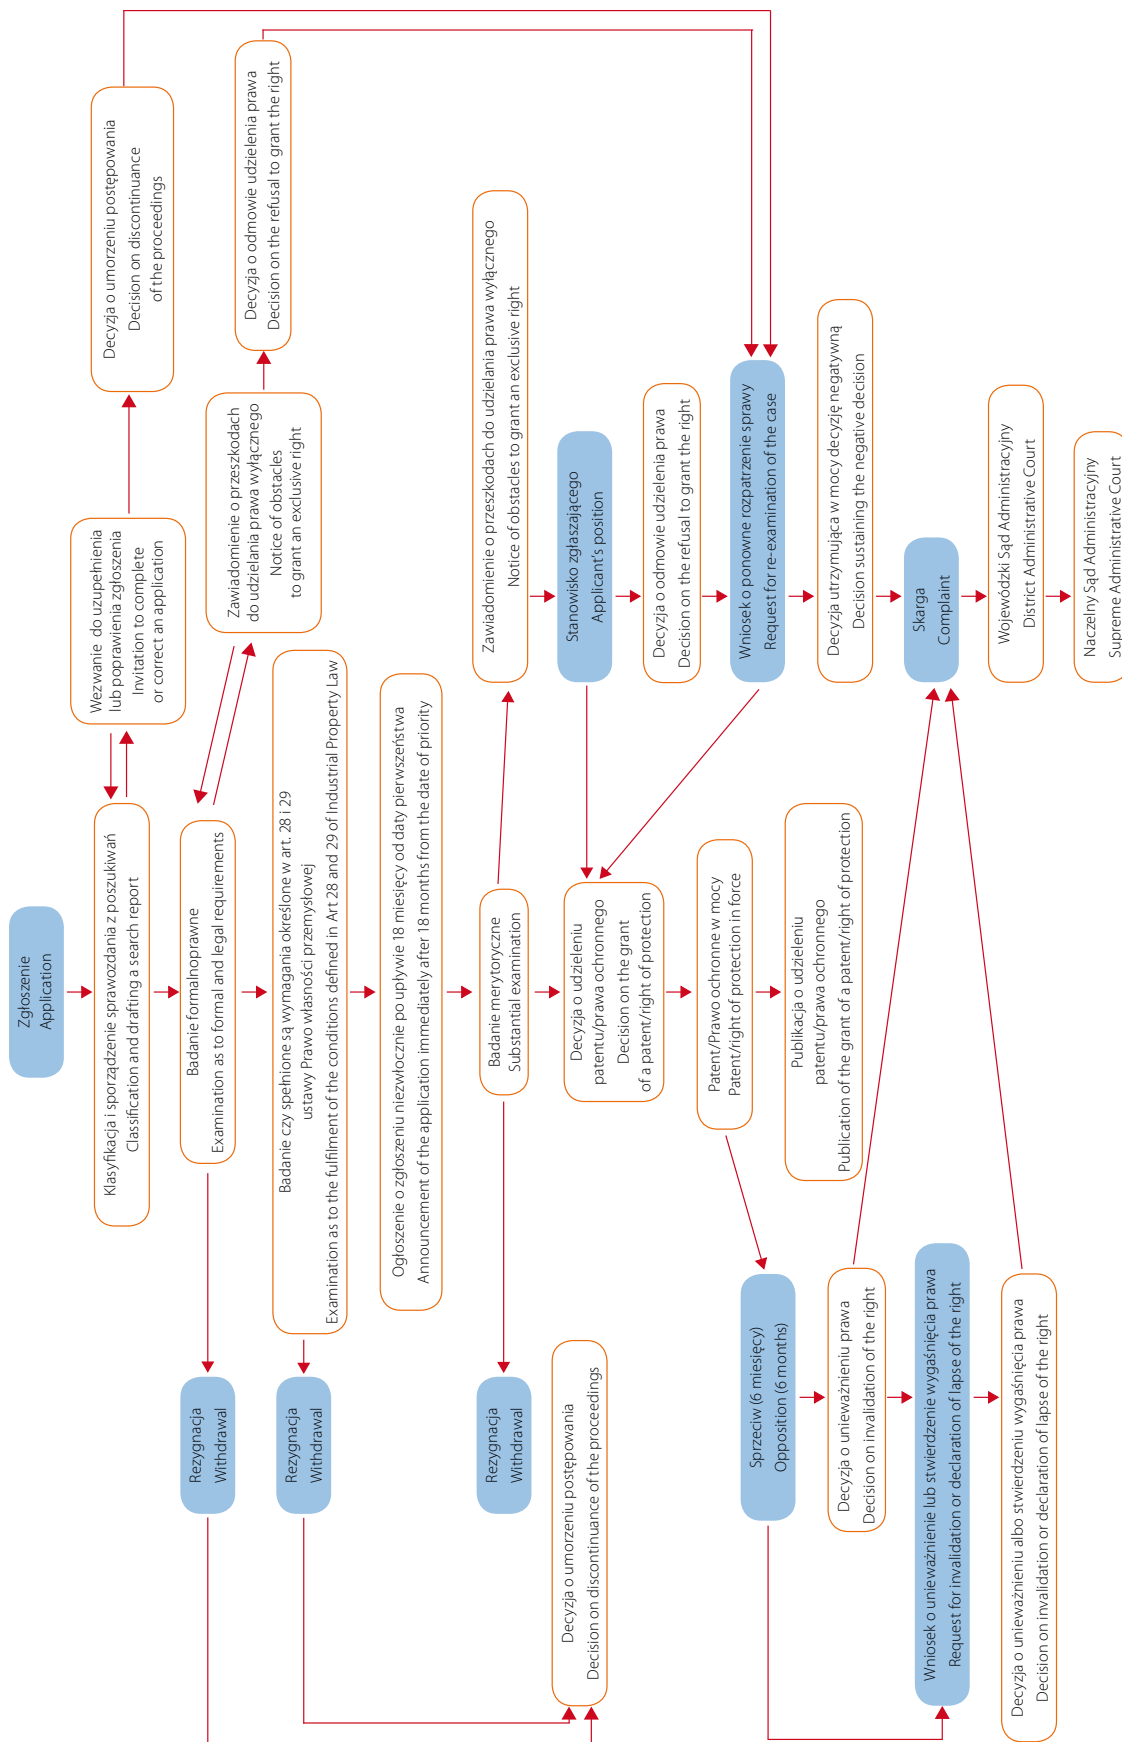 Zgłoszenie
Application
Klasyfikacja i sporządzenie sprawozdania z poszukiwań
Classification and drafting a search report
Wezwanie do uzupełnienia
lub poprawienia zgłoszenia
Invitation to complete
or correct an application
Decyzja o umorzeniu postępowania
Decision on discontinuance
of the proceedings
Badanie formalnoprawne
Examination as to formal and legal requirements
Zawiadomienie o przeszkodach
do udzielania prawa wyłącznego
Notice of obstacles
to grant an exclusive right
Decyzja o odmowie udzielenia prawa
Decision on the refusal to grant the right
Rezygnacja
Withdrawal
Badanie czy spełnione są wymagania określone w art. 28 i 29
ustawy Prawo własności przemysłowej
Examination as to the fulfilment of the conditions defined in Art 28 and 29 of Industrial Property Law
Rezygnacja
Withdrawal
Ogłoszenie o zgłoszeniu niezwłocznie po upływie 18 miesięcy od daty pierwszeństwa
Announcement of the application immediately after 18 months from the date of priority
Badanie merytoryczne
Substantial examination
Rezygnacja
Withdrawal
Zawiadomienie o przeszkodach do udzielania prawa wyłącznego
Notice of obstacles to grant an exclusive right
Stanowisko zgłaszającego
Applicant's position
Decyzja o umorzeniu postępowania
Decision on discontinuance of the proceedings
Decyzja o udzieleniu
patentu/prawa ochronnego
Decision on the grant
of a patent/right of protection
Decyzja o odmowie udzielenia prawa
Decision on the refusal to grant the right
Patent/Prawo ochronne w mocy
Patent/right of protection in force
Wniosek o ponowne rozpatrzenie sprawy
Request for re-examination of the case
Sprzeciw (6 miesięcy)
Opposition (6 months)
Publikacja o udzieleniu
patentu/prawa ochronnego
Publication of the grant of a patent/right of protection
Decyzja utrzymująca w mocy decyzję negatywną
Decision sustaining the negative decision
Decyzja o unieważnieniu prawa
Decision on invalidation of the right
Skarga
Complaint
Wniosek o unieważnienie lub stwierdzenie wygaśnięcia prawa
Request for invalidation or declaration of lapse of the right
Wojewódzki Sąd Administracyjny
District Administrative Court
Decyzja o unieważnieniu albo stwierdzeniu wygaśnięcia prawa
Decision on invalidation or declaration of lapse of the right
Naczelny Sąd Administracyjny
Supreme Administrative Court